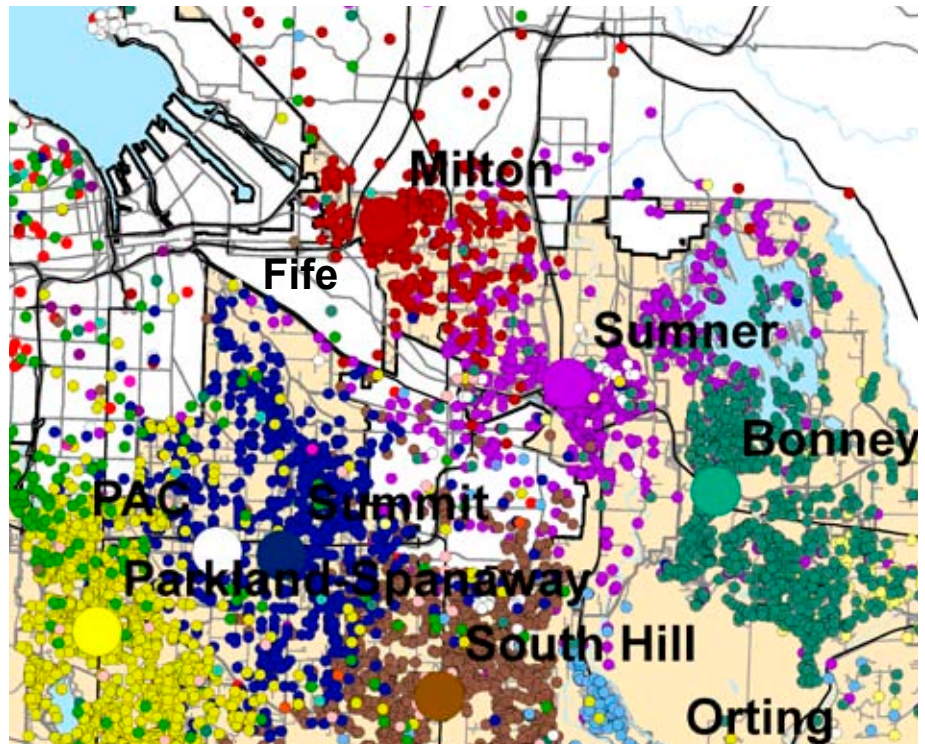 Milton
Fife
Sumner
Bonney
PAC
Summit
Parkland-Spanaway
South Hill
Orting